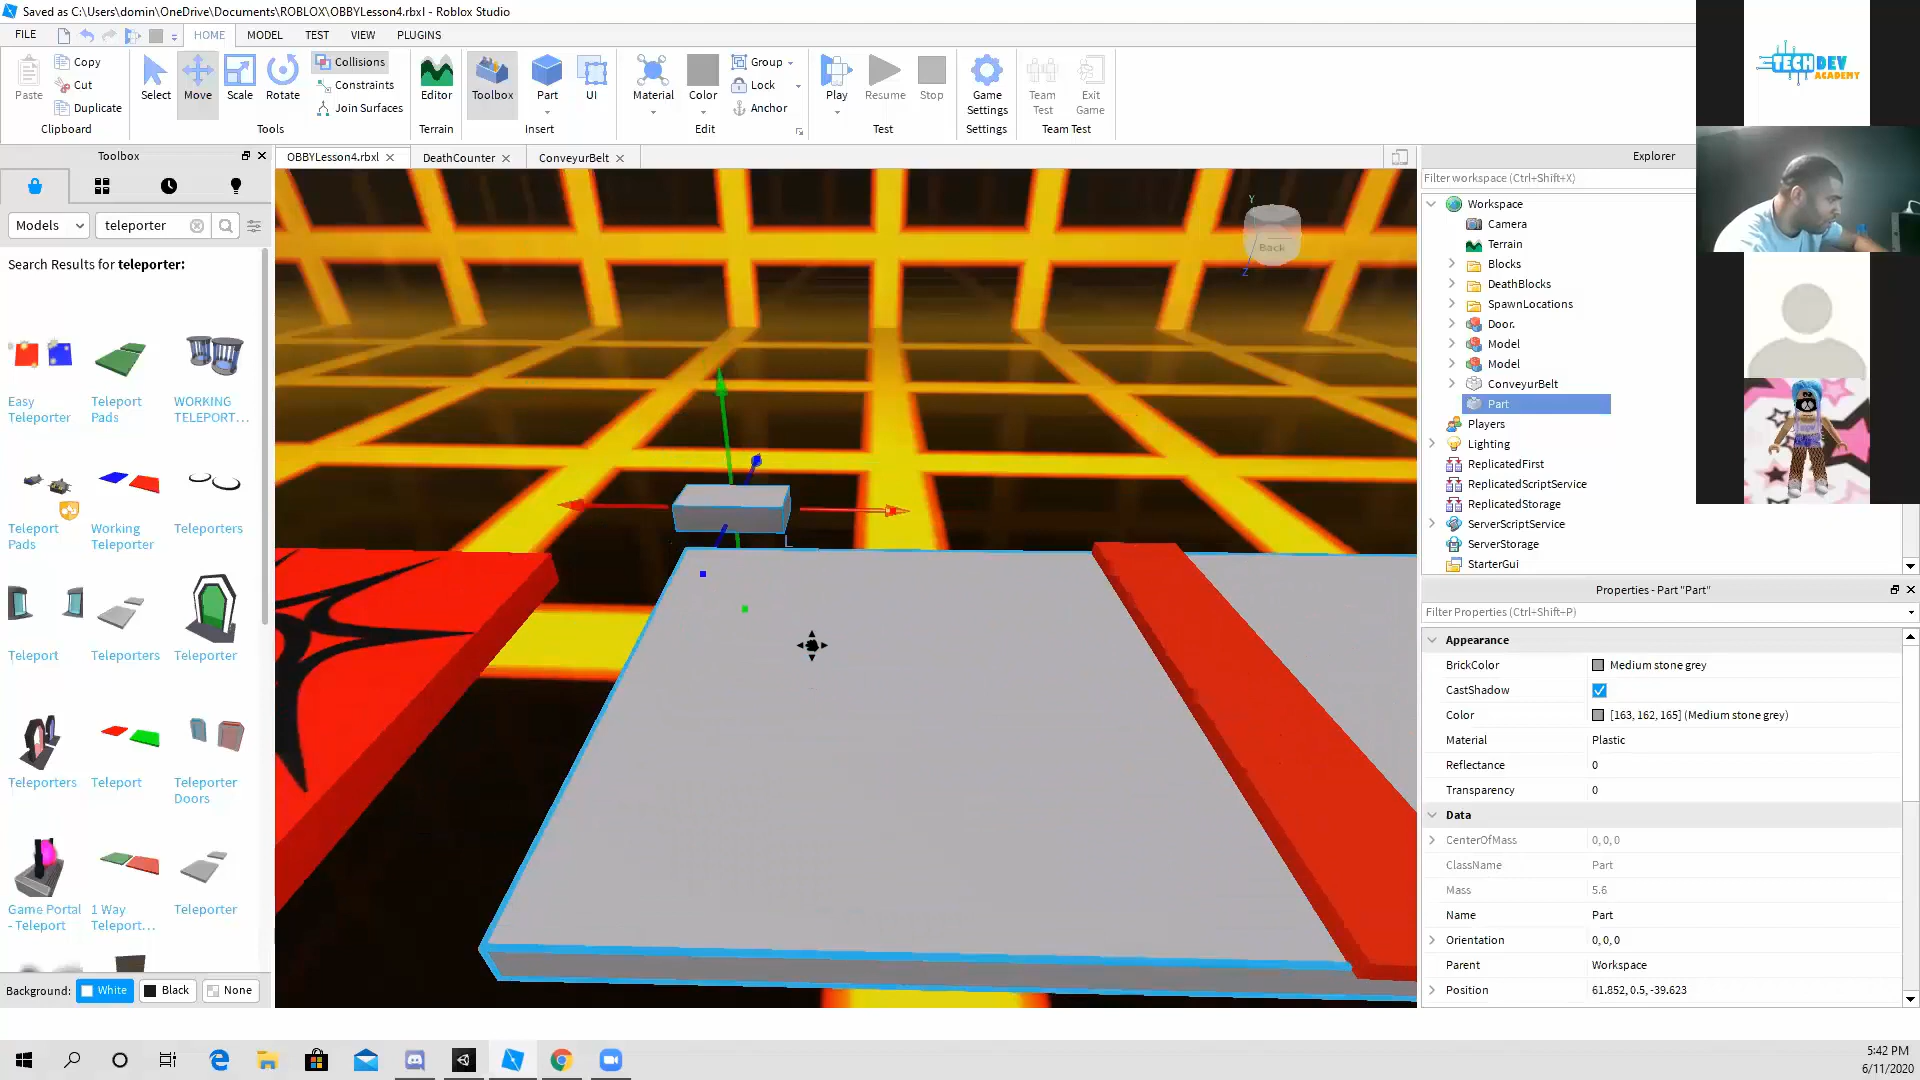 Saved as C:\Users\domin\OneDrive\Documents\ROBLOX\OBBYLesson4.rbxl - Roblox Studio
FILE
HOME
MODEL
TEST
VIEW
PLUGINS
Paste
Copy
Cut
Duplicate
Clipboard
Select
Move
Scale
Rotate
Collisions
Constraints
Join Surfaces
Tools
Editor
Terrain
Toolbox
Part
UI
Insert
Material
Color
Group
Lock
Anchor
Edit
Play
Resume
Stop
Test
Game
Settings
Settings
Team
Test
Exit
Game
Team Test
TECHDEV
ACADEMY
Toolbox
OBBYLesson4.rbxl
DeathCounter
ConveyurBelt
Models
teleporter
Search Results for teleporter:
Easy
Teleporter
Teleport
Pads
WORKING
TELEPORT...
Teleport
Pads
Working
Teleporter
Teleporters
Teleport
Teleporters
Teleporter
Teleporters
Teleport
Teleporter
Doors
Game Portal
- Teleport
1 Way
Teleport...
Teleporter
Background:
White
Black
None
Y
Back
Z
L
Explorer
Filter workspace (Ctrl+Shift+X)
Workspace
Camera
Terrain
Blocks
DeathBlocks
SpawnLocations
Door.
Model
Model
ConveyurBelt
Part
Players
Lighting
ReplicatedFirst
ReplicatedScriptService
ReplicatedStorage
ServerScriptService
ServerStorage
StarterGui
Properties - Part "Part"
Filter Properties (Ctrl+Shift+P)
Appearance
BrickColor Medium stone grey
CastShadow
Color [163, 162, 165] (Medium stone grey)
Material Plastic
Reflectance 0
Transparency 0
Data
CenterOfMass 0, 0, 0
ClassName Part
Mass 5.6
Name Part
Orientation 0, 0, 0
Parent Workspace
Position 61.852, 0.5, -39.623
5:42 PM
6/11/2020